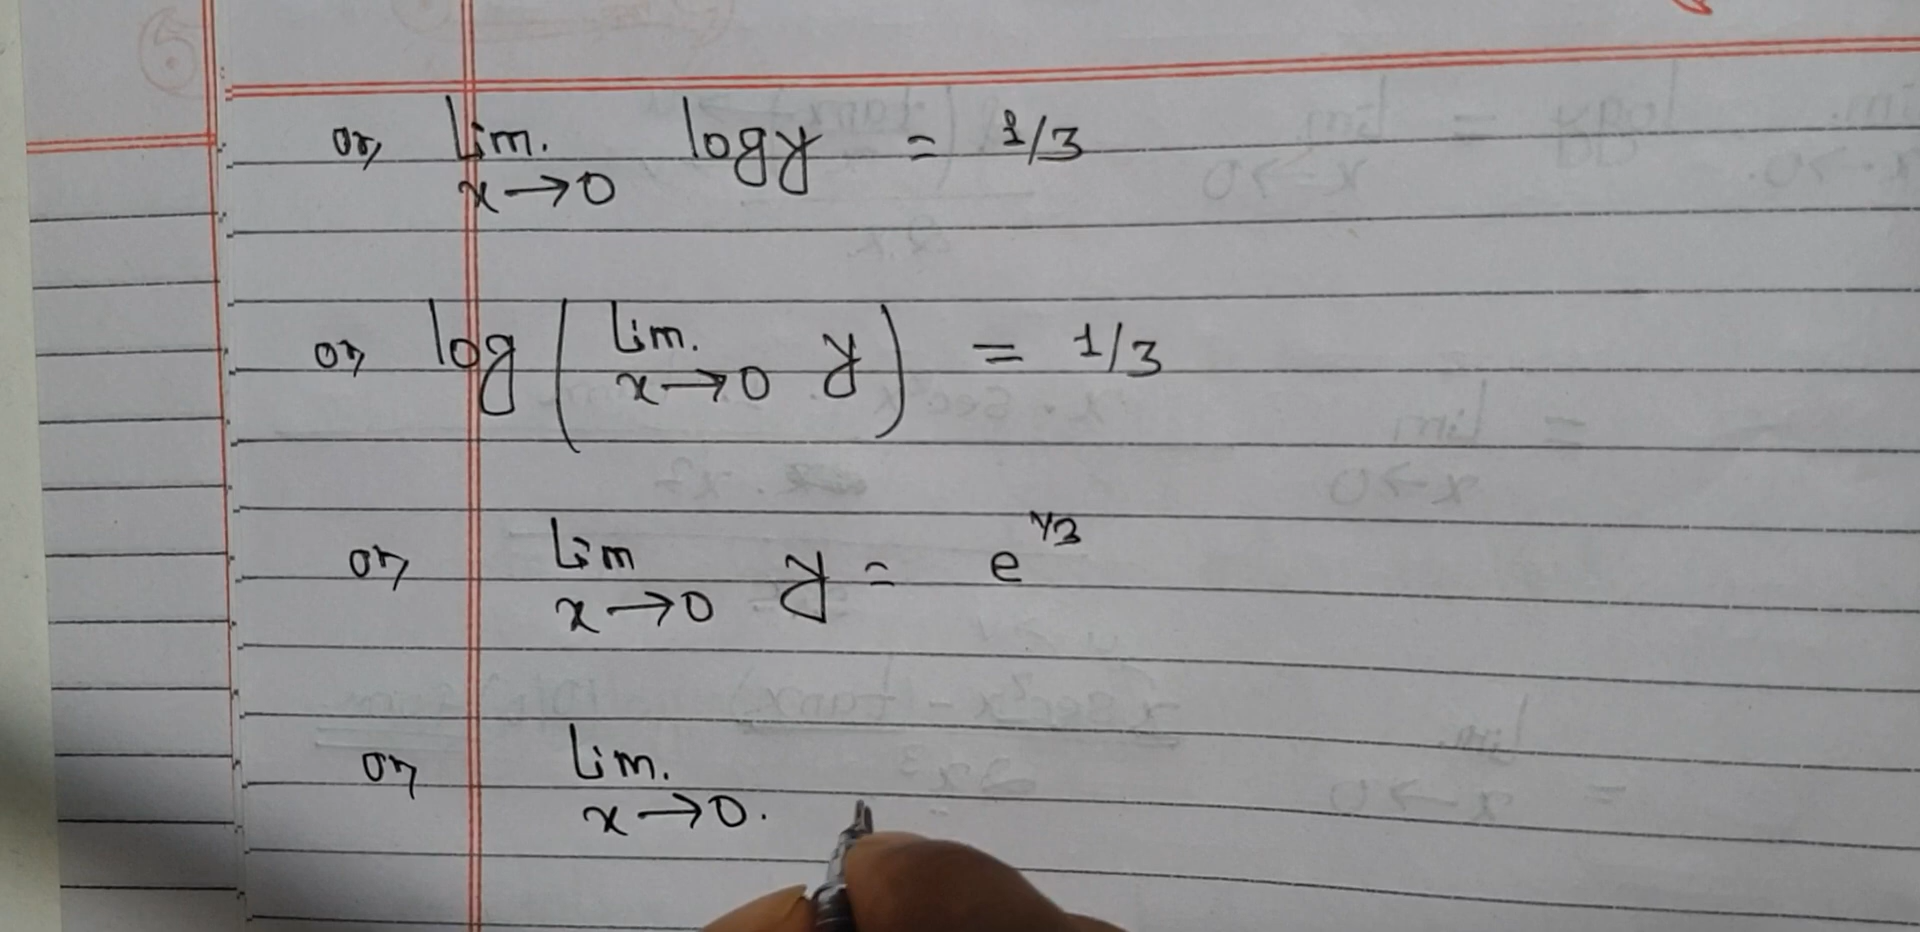 or, lim. log y = 1/3
x→0
or, log ( lim. y ) = 1/3
x→0
or, lim y = e^1/3
x→0
or, lim.
x→0.